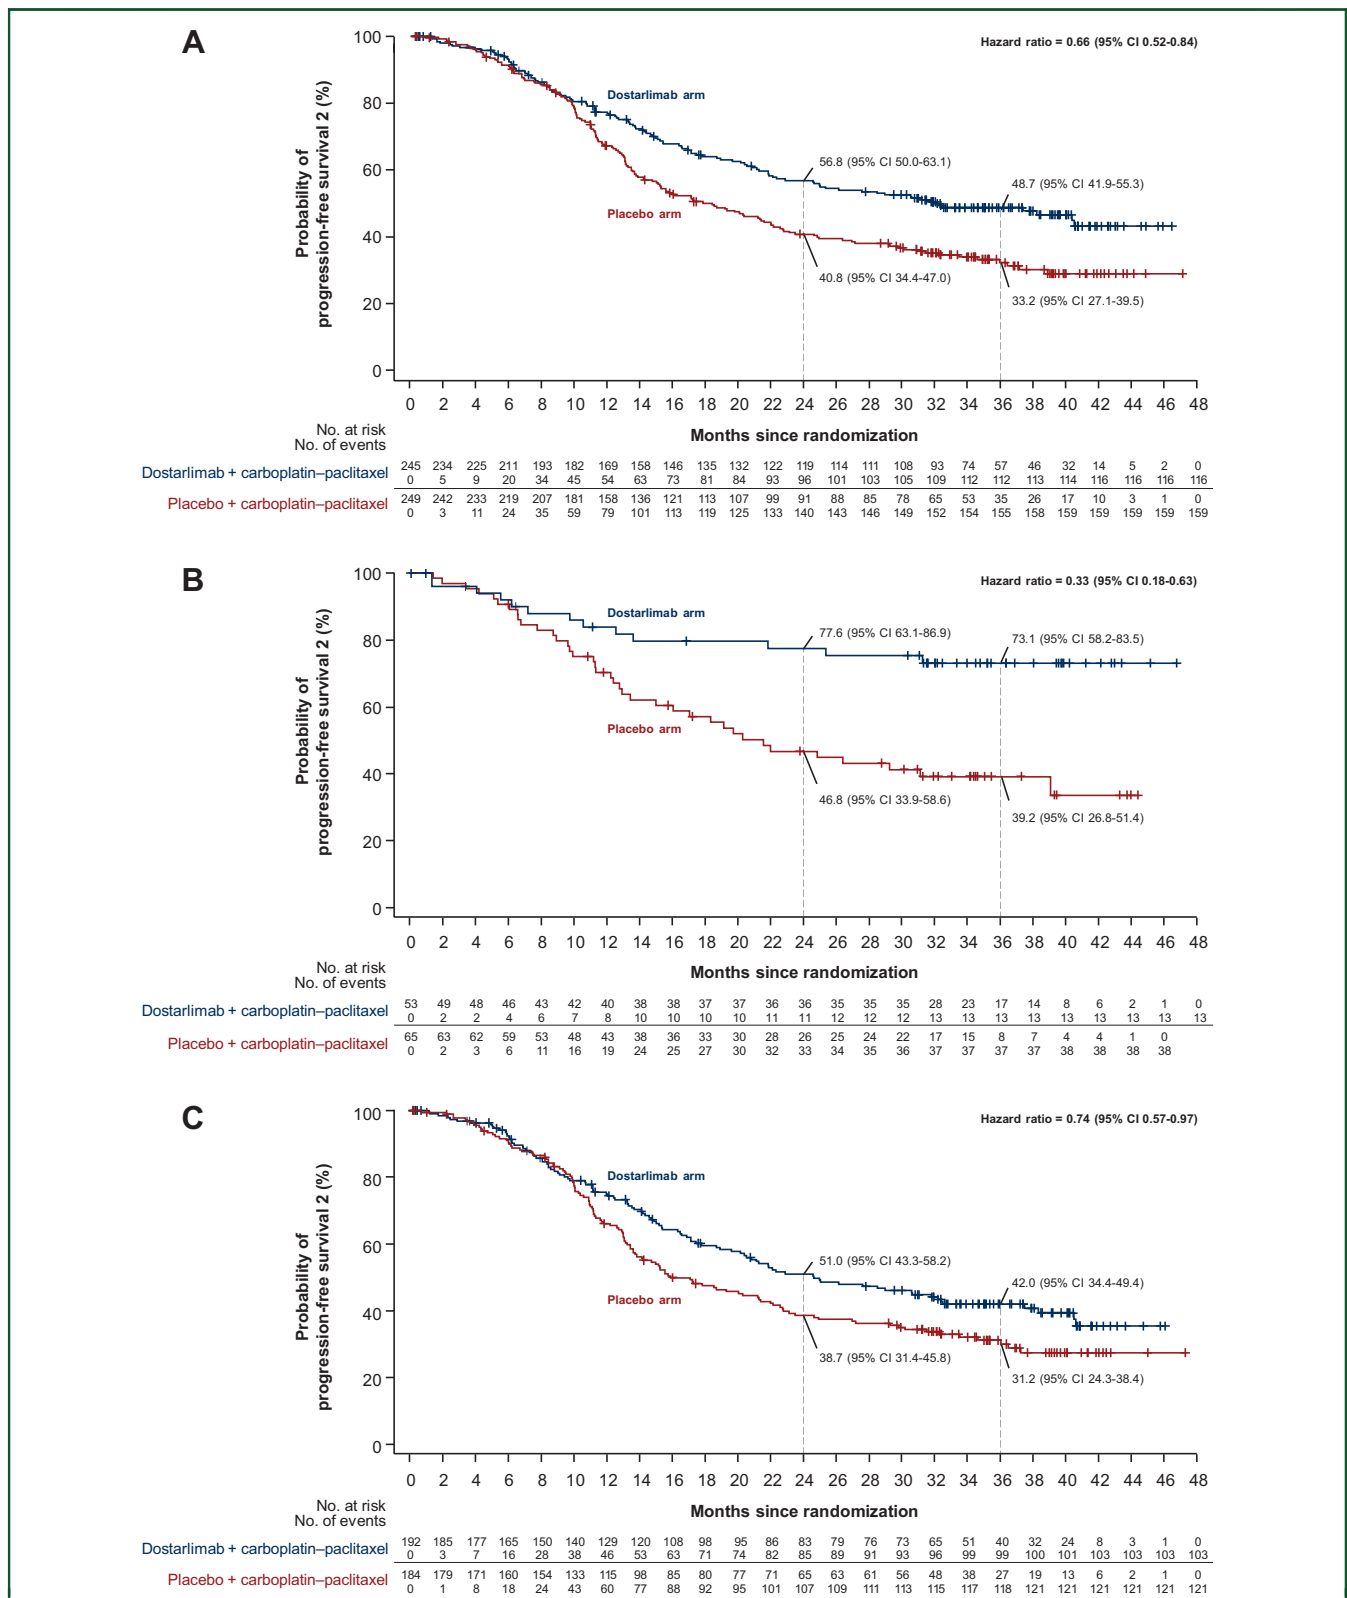 A
Hazard ratio = 0.66 (95% CI 0.52-0.84)
Probability of
progression-free survival 2 (%)
100
80
60
40
20
0
Dostarlimab arm
Placebo arm
56.8 (95% CI 50.0-63.1)
48.7 (95% CI 41.9-55.3)
40.8 (95% CI 34.4-47.0)
33.2 (95% CI 27.1-39.5)
0 2 4 6 8 10 12 14 16 18 20 22 24 26 28 30 32 34 36 38 40 42 44 46 48
Months since randomization
No. at risk
No. of events
Dostarlimab + carboplatin–paclitaxel
245 234 225 211 193 182 169 158 146 135 132 122 119 114 111 108 93 74 57 46 32 14 5 2 0
0 5 9 20 34 45 54 63 73 81 84 93 96 101 103 105 109 112 112 113 114 116 116 116 116
Placebo + carboplatin–paclitaxel
249 242 233 219 207 181 158 136 121 113 107 99 91 88 85 78 65 53 35 26 17 10 3 1 0
0 3 11 24 35 59 79 101 113 119 125 133 140 143 146 149 152 154 155 158 159 159 159 159 159
B
Hazard ratio = 0.33 (95% CI 0.18-0.63)
Probability of
progression-free survival 2 (%)
100
80
60
40
20
0
Dostarlimab arm
Placebo arm
77.6 (95% CI 63.1-86.9)
73.1 (95% CI 58.2-83.5)
46.8 (95% CI 33.9-58.6)
39.2 (95% CI 26.8-51.4)
0 2 4 6 8 10 12 14 16 18 20 22 24 26 28 30 32 34 36 38 40 42 44 46 48
Months since randomization
No. at risk
No. of events
Dostarlimab + carboplatin–paclitaxel
53 49 48 46 43 42 40 38 38 37 37 36 36 35 35 35 28 23 17 14 8 6 2 1 0
0 2 2 4 6 7 8 10 10 10 10 11 11 12 12 12 13 13 13 13 13 13 13 13 13
Placebo + carboplatin–paclitaxel
65 63 62 59 53 48 43 38 36 33 30 28 26 25 24 22 17 15 8 7 4 4 1 0
0 2 3 6 11 16 19 24 25 27 30 32 33 34 35 36 37 37 37 37 38 38 38 38
C
Hazard ratio = 0.74 (95% CI 0.57-0.97)
Probability of
progression-free survival 2 (%)
100
80
60
40
20
0
Dostarlimab arm
Placebo arm
51.0 (95% CI 43.3-58.2)
42.0 (95% CI 34.4-49.4)
38.7 (95% CI 31.4-45.8)
31.2 (95% CI 24.3-38.4)
0 2 4 6 8 10 12 14 16 18 20 22 24 26 28 30 32 34 36 38 40 42 44 46 48
Months since randomization
No. at risk
No. of events
Dostarlimab + carboplatin–paclitaxel
192 185 177 165 150 140 129 120 108 98 95 86 83 79 76 73 65 51 40 32 24 8 3 1 0
0 3 7 16 28 38 46 53 63 71 74 82 85 89 91 93 96 99 99 100 101 103 103 103 103
Placebo + carboplatin–paclitaxel
184 179 171 160 154 133 115 98 85 80 77 71 65 63 61 56 48 38 27 19 13 6 2 1 0
0 1 8 18 24 43 60 77 88 92 95 101 107 109 111 113 115 117 118 121 121 121 121 121 121